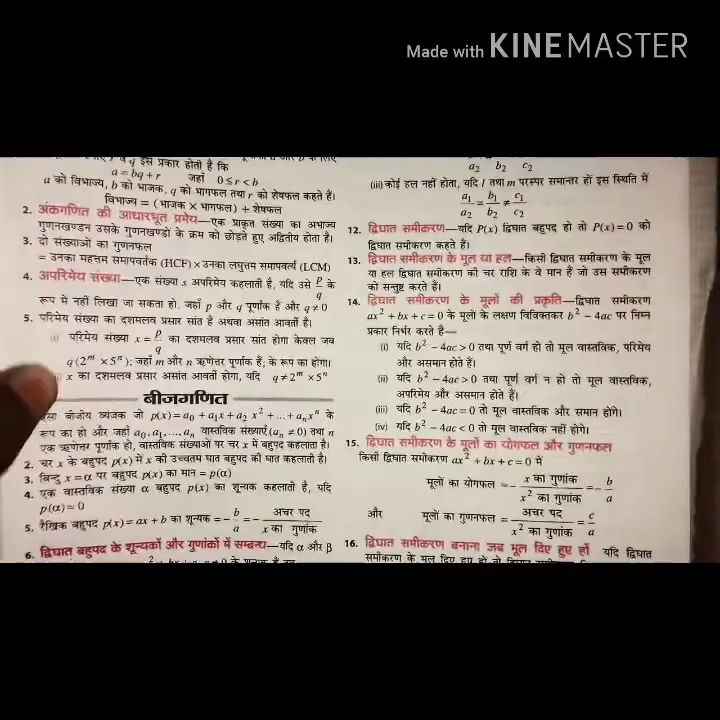 Made with KINEMASTER
इस प्रकार होती है कि
a = bq + r जहाँ 0 ≤ r < b
a को विभाज्य, b को भाजक, q को भागफल तथा r को शेषफल कहते हैं।
विभाज्य = (भाजक × भागफल) + शेषफल
2. अंकगणित की आधारभूत प्रमेय—एक प्राकृत संख्या का अभाज्य
गुणनखण्डन उसके गुणनखण्डों के क्रम को छोड़ते हुए अद्वितीय होता है।
3. दो संख्याओं का गुणनफल
= उनका महत्तम समापवर्तक (HCF) × उनका लघुत्तम समापवर्त्य (LCM)
4. अपरिमेय संख्या—एक संख्या s अपरिमेय कहलाती है, यदि उसे p/q के
रूप में नहीं लिखा जा सकता हो, जहाँ p और q पूर्णांक हैं और q ≠ 0
5. परिमेय संख्या का दशमलव प्रसार सांत है अथवा असांत आवर्ती है।
(i) परिमेय संख्या x = p/q का दशमलव प्रसार सांत होगा केवल जब
q (2^m × 5^n); जहाँ m और n ऋणेत्तर पूर्णांक हैं; के रूप का होगा।
x का दशमलव प्रसार असांत आवर्ती होगा, यदि q ≠ 2^m × 5^n
बीजगणित
बीजीय व्यंजक जो p(x) = a₀ + a₁x + a₂ x² + ... + aₙxⁿ के
रूप का हो और जहाँ a₀, a₁, ..., aₙ वास्तविक संख्याएँ (aₙ ≠ 0) तथा n
एक ऋणेत्तर पूर्णांक हो, वास्तविक संख्याओं पर चर x में बहुपद कहलाता है।
2. चर x के बहुपद p(x) में x की उच्चतम घात बहुपद की घात कहलाती है।
3. बिन्दु x = α पर बहुपद p(x) का मान = p(α)
4. एक वास्तविक संख्या α बहुपद p(x) का शून्यक कहलाता है, यदि
p(α) = 0
5. रैखिक बहुपद p(x) = ax + b का शून्यक = – b/a = – अचर पद/x का गुणांक
6. द्विघात बहुपद के शून्यकों और गुणांकों में सम्बन्ध—यदि α और β
a₂ b₂ c₂
(iii) कोई हल नहीं होता, यदि l तथा m परस्पर समान्तर हों इस स्थिति में
a₁/a₂ = b₁/b₂ ≠ c₁/c₂
12. द्विघात समीकरण—यदि P(x) द्विघात बहुपद हो तो P(x) = 0 को
द्विघात समीकरण कहते हैं।
13. द्विघात समीकरण के मूल या हल—किसी द्विघात समीकरण के मूल
या हल द्विघात समीकरण की चर राशि के वे मान हैं जो उस समीकरण
को सन्तुष्ट करते हैं।
14. द्विघात समीकरण के मूलों की प्रकृति—द्विघात समीकरण
ax² + bx + c = 0 के मूलों के लक्षण विविक्तकर b² – 4ac पर निम्न
प्रकार निर्भर करते है—
(i) यदि b² – 4ac > 0 तथा पूर्ण वर्ग हो तो मूल वास्तविक, परिमेय
और असमान होते हैं।
(ii) यदि b² – 4ac > 0 तथा पूर्ण वर्ग न हो तो मूल वास्तविक,
अपरिमेय और असमान होते हैं।
(iii) यदि b² – 4ac = 0 तो मूल वास्तविक और समान होंगे।
(iv) यदि b² – 4ac < 0 तो मूल वास्तविक नहीं होंगे।
15. द्विघात समीकरण के मूलों का योगफल और गुणनफल
किसी द्विघात समीकरण ax² + bx + c = 0 में
मूलों का योगफल = – x का गुणांक/x² का गुणांक = – b/a
और मूलों का गुणनफल = अचर पद/x² का गुणांक = c/a
16. द्विघात समीकरण बनाना जब मूल दिए हुए हों यदि द्विघात
समीकरण के मूल दिए हुए हों तो द्विघात